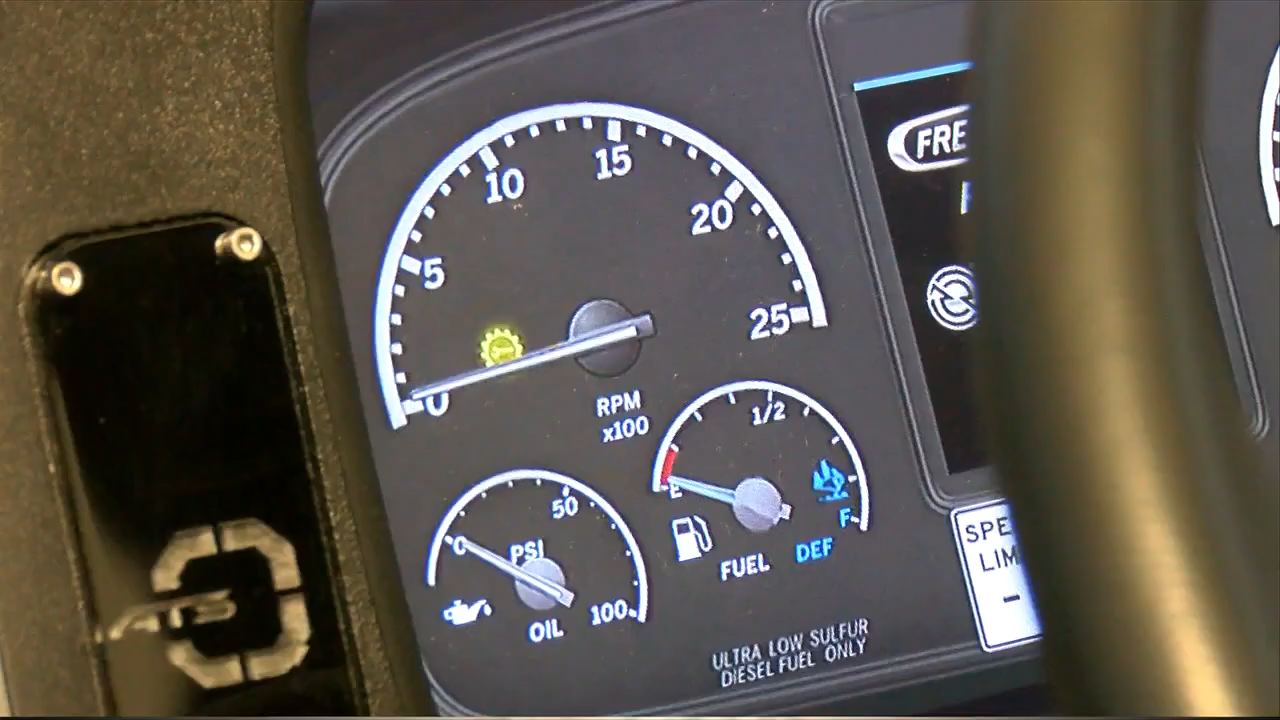 FRE
15
10
20
5
25
0
RPM
x100
1/2
E
F
50
0
PSI
SPE
LIM
-
FUEL DEF
100
OIL
ULTRA LOW SULFUR
DIESEL FUEL ONLY